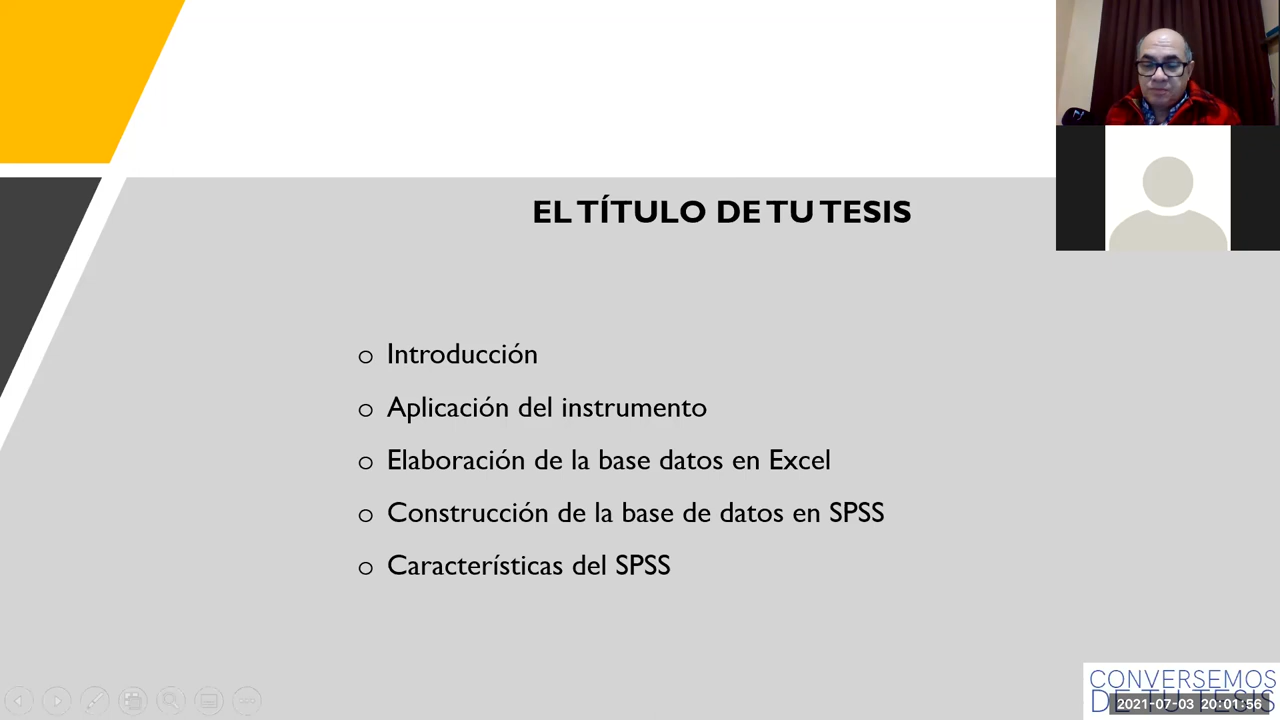 EL TÍTULO DE TU TESIS
o Introducción
o Aplicación del instrumento
o Elaboración de la base datos en Excel
o Construcción de la base de datos en SPSS
o Características del SPSS
CONVERSEMOS
DE TU TESIS
2021-07-03 20:01:56